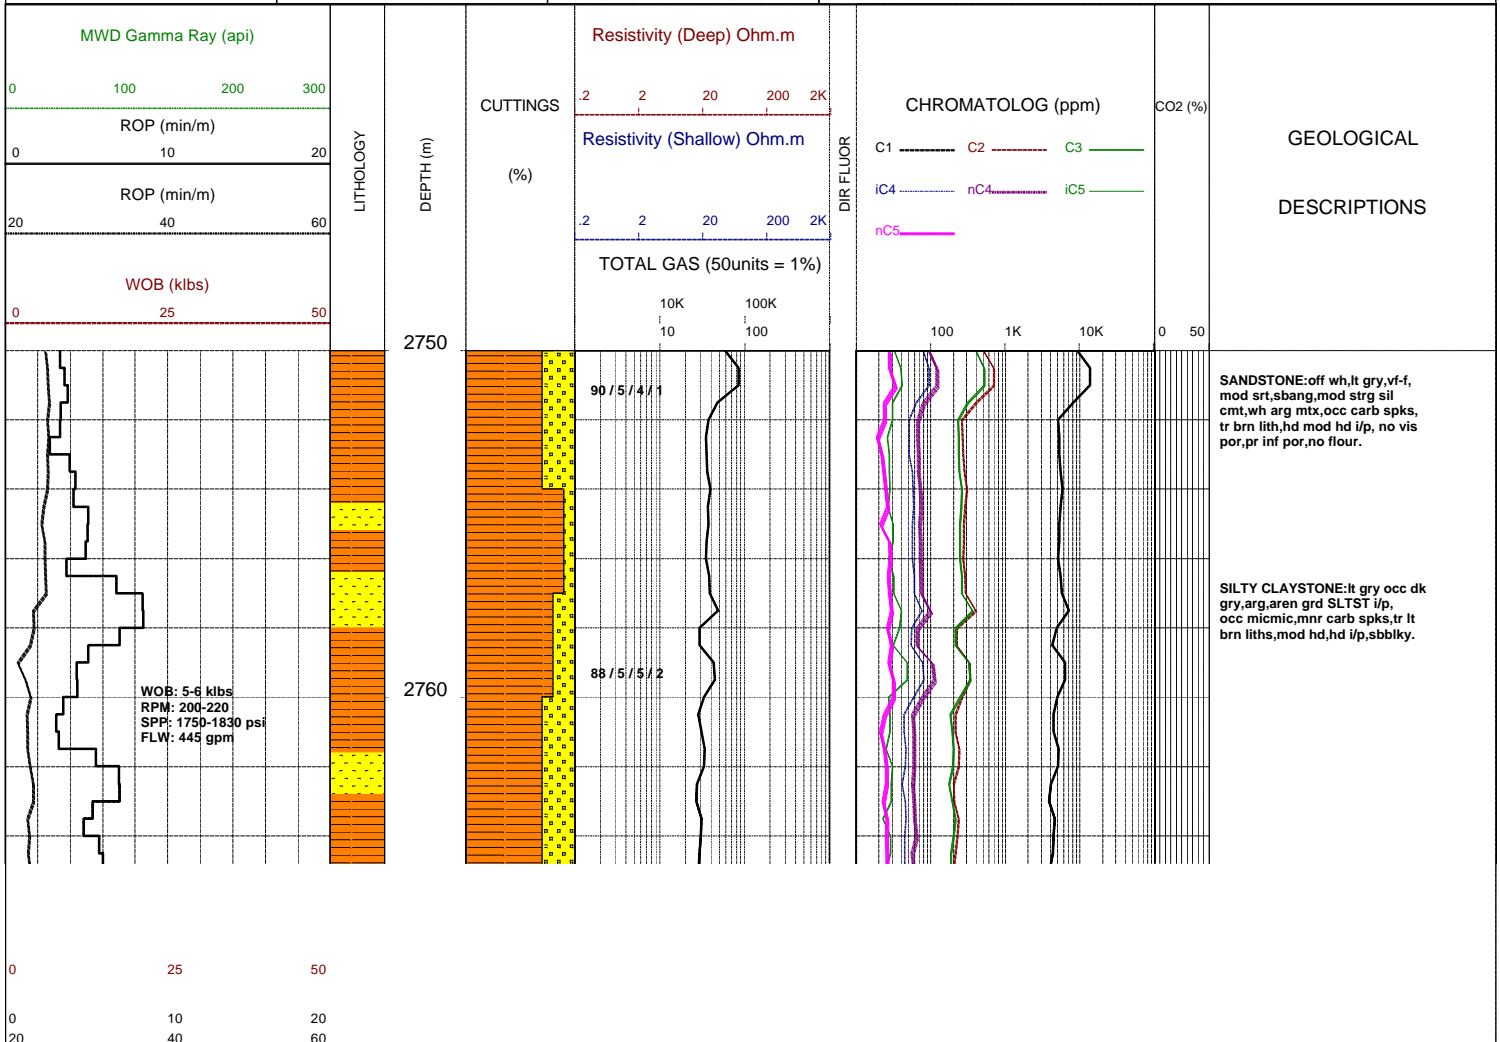 MWD Gamma Ray (api)
0 100 200 300
ROP (min/m)
0 10 20
ROP (min/m)
20 40 60
WOB (klbs)
0 25 50
LITHOLOGY
DEPTH (m)
CUTTINGS
(%)
Resistivity (Deep) Ohm.m
.2 2 20 200 2K
Resistivity (Shallow) Ohm.m
.2 2 20 200 2K
TOTAL GAS (50units = 1%)
10K 100K
10 100
DIR FLUOR
CHROMATOLOG (ppm)
C1 C2 C3
iC4 nC4 iC5
nC5
100 1K 10K
CO2 (%)
0 50
GEOLOGICAL
DESCRIPTIONS
2750
90 / 5 / 4 / 1
SANDSTONE:off wh,lt gry,vf-f,
mod srt,sbang,mod strg sil
cmt,wh arg mtx,occ carb spks,
tr brn lith,hd mod hd i/p, no vis
por,pr inf por,no flour.
SILTY CLAYSTONE:lt gry occ dk
gry,arg,aren grd SLTST i/p,
occ micmic,mnr carb spks,tr lt
brn liths,mod hd,hd i/p,sbblky.
88 / 5 / 5 / 2
2760
WOB: 5-6 klbs
RPM: 200-220
SPP: 1750-1830 psi
FLW: 445 gpm
0 25 50
0 10 20
20 40 60